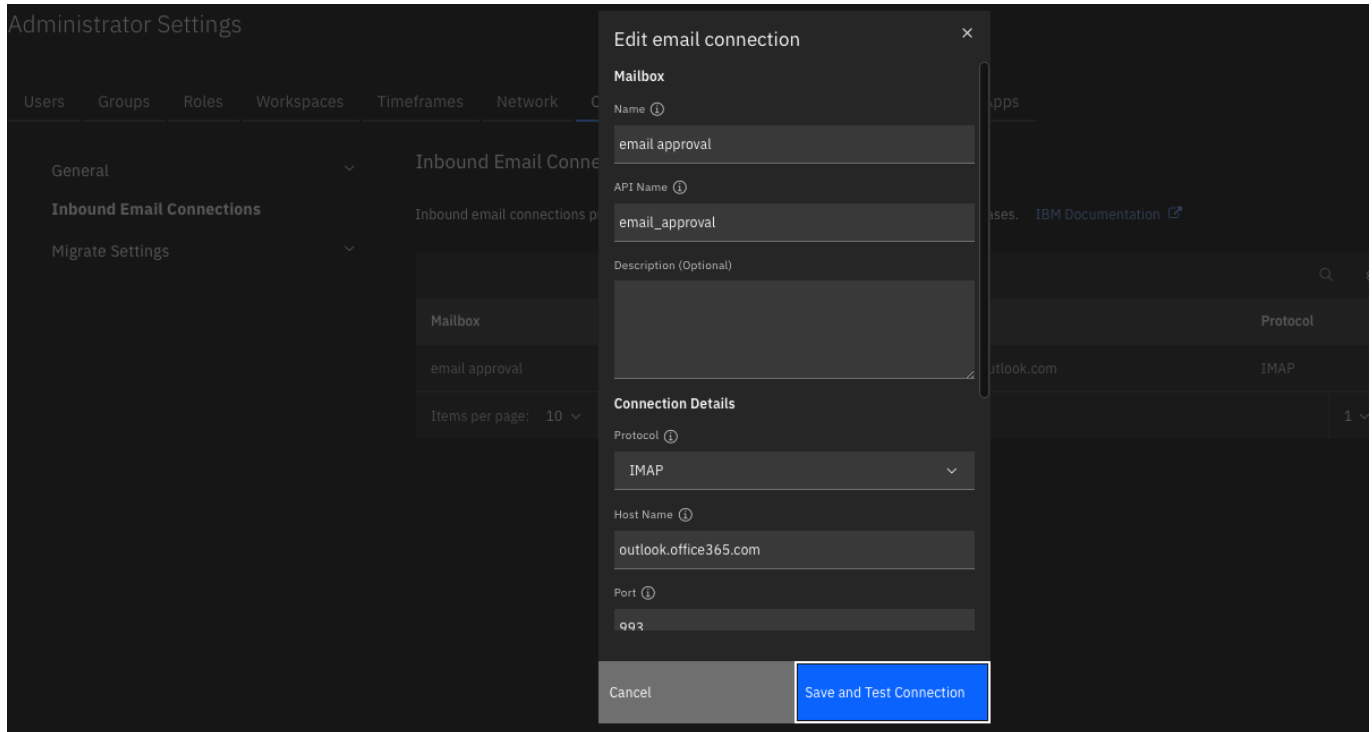 Administrator Settings
Users Groups Roles Workspaces Timeframes Network
General
Inbound Email Connections
Migrate Settings
Inbound Email Conne
Inbound email connections p
ases. IBM Documentation
Mailbox
Protocol
email approval
utlook.com
IMAP
Items per page: 10
1
Edit email connection
Mailbox
Name
email approval
API Name
email_approval
Description (Optional)
Connection Details
Protocol
IMAP
Host Name
outlook.office365.com
Port
993
Cancel
Save and Test Connection